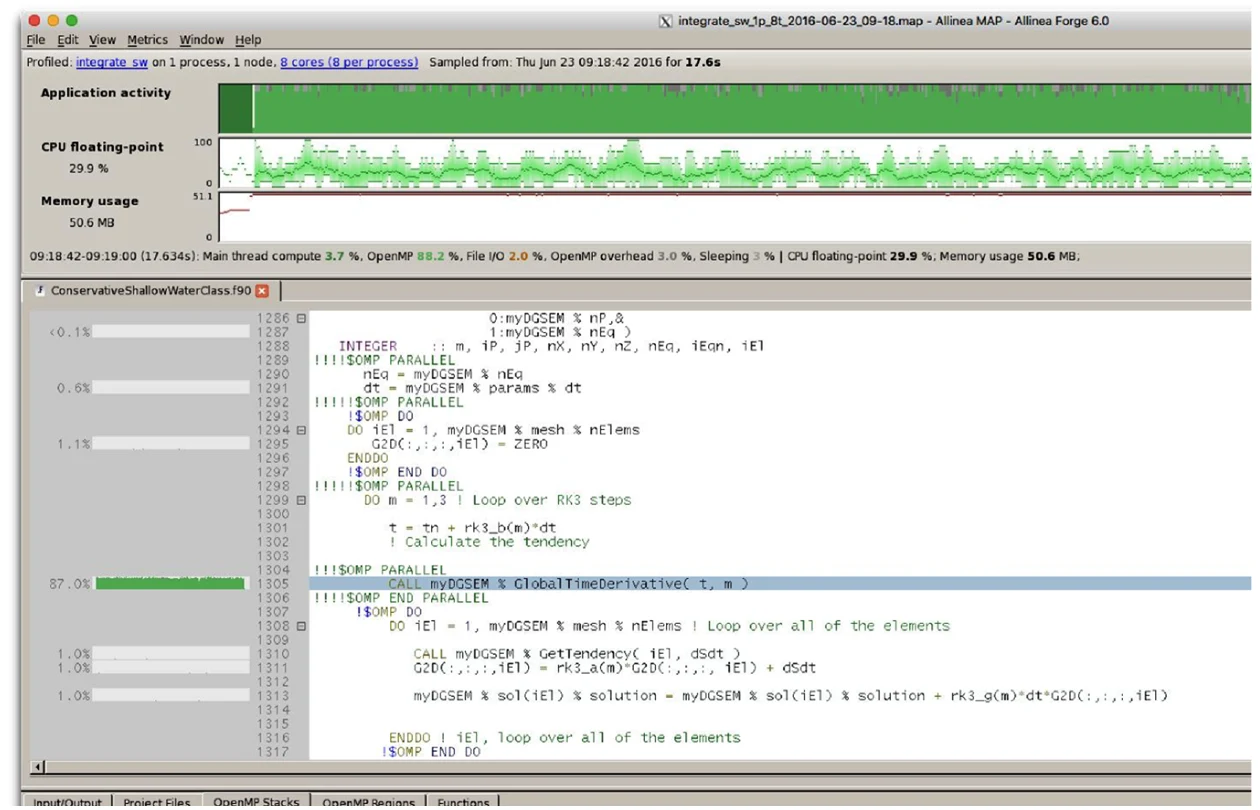 integrate_sw_1p_8t_2016-06-23_09-18.map - Allinea MAP - Allinea Forge 6.0
File Edit View Metrics Window Help
Profiled: integrate_sw on 1 process, 1 node, 8 cores (8 per process) Sampled from: Thu Jun 23 09:18:42 2016 for 17.6s
Application activity
CPU floating-point
29.9 %
100
0
Memory usage
50.6 MB
51.1
0
09:18:42-09:19:00 (17.634s): Main thread compute 3.7 %, OpenMP 88.2 %, File I/O 2.0 %, OpenMP overhead 3.0 %, Sleeping 3 % | CPU floating-point 29.9 %; Memory usage 50.6 MB;
ConservativeShallowWaterClass.f90
1286 0:myDGSEM % nP,&
<0.1% 1287 1:myDGSEM % nEq )
1288 INTEGER :: m, iP, jP, nX, nY, nZ, nEq, iEqn, iEl
1289 !!!!$OMP PARALLEL
1290 nEq = myDGSEM % nEq
0.6% 1291 dt = myDGSEM % params % dt
1292 !!!!!$OMP PARALLEL
1293 !$OMP DO
1294 DO iEl = 1, myDGSEM % mesh % nElems
1.1% 1295 G2D(:,:,:,iEl) = ZERO
1296 ENDDO
1297 !$OMP END DO
1298 !!!!!$OMP PARALLEL
1299 DO m = 1,3 ! Loop over RK3 steps
1300
1301 t = tn + rk3_b(m)*dt
1302 ! Calculate the tendency
1303
1304 !!!$OMP PARALLEL
87.0% 1305 CALL myDGSEM % GlobalTimeDerivative( t, m )
1306 !!!!$OMP END PARALLEL
1307 !$OMP DO
1308 DO iEl = 1, myDGSEM % mesh % nElems ! Loop over all of the elements
1309
1.0% 1310 CALL myDGSEM % GetTendency( iEl, dSdt )
1.0% 1311 G2D(:,:,:,iEl) = rk3_a(m)*G2D(:,:,:, iEl) + dSdt
1312
1.0% 1313 myDGSEM % sol(iEl) % solution = myDGSEM % sol(iEl) % solution + rk3_g(m)*dt*G2D(:,:,:,iEl)
1314
1315
1316 ENDDO ! iEl, loop over all of the elements
1317 !$OMP END DO
Input/Output Project Files OpenMP Stacks OpenMP Regions Functions